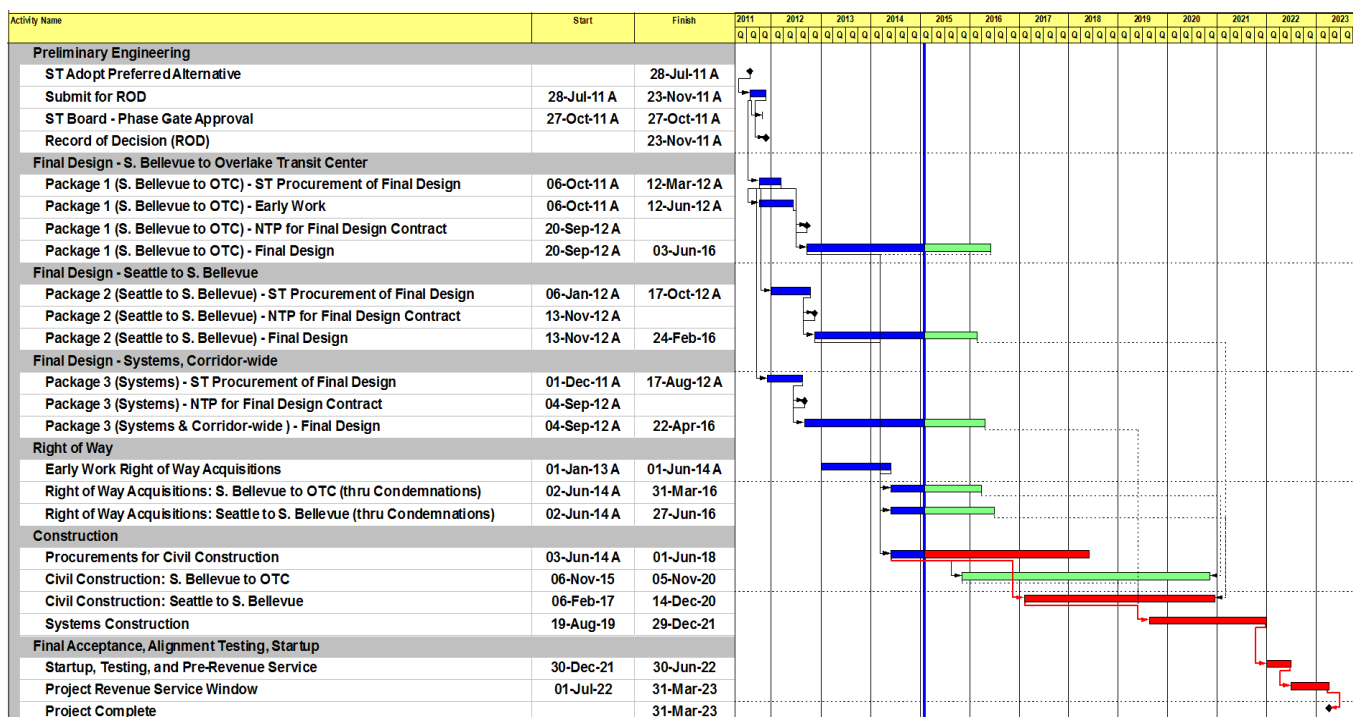 Activity Name Start Finish 2011 2012 2013 2014 2015 2016 2017 2018 2019 2020 2021 2022 2023
Q Q Q Q Q Q Q Q Q Q Q Q Q Q Q Q Q Q Q Q Q Q Q Q Q Q Q Q Q Q Q Q Q Q Q Q Q Q Q Q Q Q Q Q Q Q Q Q Q Q
Preliminary Engineering
ST Adopt Preferred Alternative 28-Jul-11 A
Submit for ROD 28-Jul-11 A 23-Nov-11 A
ST Board - Phase Gate Approval 27-Oct-11 A 27-Oct-11 A
Record of Decision (ROD) 23-Nov-11 A
Final Design - S. Bellevue to Overlake Transit Center
Package 1 (S. Bellevue to OTC) - ST Procurement of Final Design 06-Oct-11 A 12-Mar-12 A
Package 1 (S. Bellevue to OTC) - Early Work 06-Oct-11 A 12-Jun-12 A
Package 1 (S. Bellevue to OTC) - NTP for Final Design Contract 20-Sep-12 A
Package 1 (S. Bellevue to OTC) - Final Design 20-Sep-12 A 03-Jun-16
Final Design - Seattle to S. Bellevue
Package 2 (Seattle to S. Bellevue) - ST Procurement of Final Design 06-Jan-12 A 17-Oct-12 A
Package 2 (Seattle to S. Bellevue) - NTP for Final Design Contract 13-Nov-12 A
Package 2 (Seattle to S. Bellevue) - Final Design 13-Nov-12 A 24-Feb-16
Final Design - Systems, Corridor-wide
Package 3 (Systems) - ST Procurement of Final Design 01-Dec-11 A 17-Aug-12 A
Package 3 (Systems) - NTP for Final Design Contract 04-Sep-12 A
Package 3 (Systems & Corridor-wide ) - Final Design 04-Sep-12 A 22-Apr-16
Right of Way
Early Work Right of Way Acquisitions 01-Jan-13 A 01-Jun-14 A
Right of Way Acquisitions: S. Bellevue to OTC (thru Condemnations) 02-Jun-14 A 31-Mar-16
Right of Way Acquisitions: Seattle to S. Bellevue (thru Condemnations) 02-Jun-14 A 27-Jun-16
Construction
Procurements for Civil Construction 03-Jun-14 A 01-Jun-18
Civil Construction: S. Bellevue to OTC 06-Nov-15 05-Nov-20
Civil Construction: Seattle to S. Bellevue 06-Feb-17 14-Dec-20
Systems Construction 19-Aug-19 29-Dec-21
Final Acceptance, Alignment Testing, Startup
Startup, Testing, and Pre-Revenue Service 30-Dec-21 30-Jun-22
Project Revenue Service Window 01-Jul-22 31-Mar-23
Project Complete 31-Mar-23